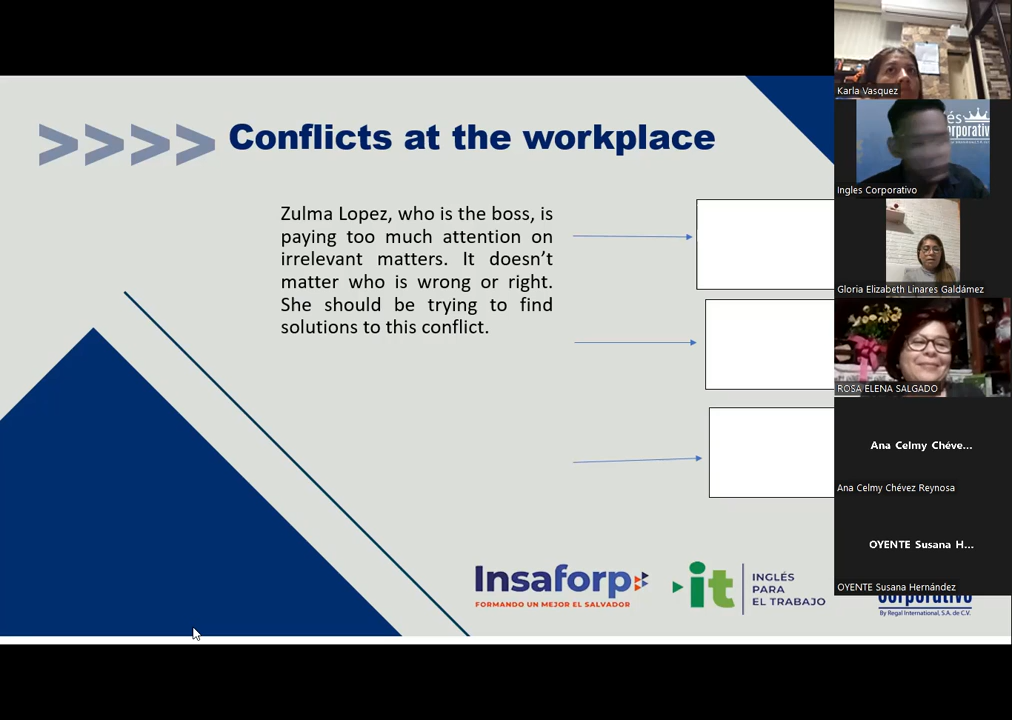 >>>> Conflicts at the workplace
Zulma Lopez, who is the boss, is
paying too much attention on
irrelevant matters. It doesn't
matter who is wrong or right.
She should be trying to find
solutions to this conflict.
Insaforp
FORMANDO UN MEJOR EL SALVADOR
it
INGLÉS
PARA
EL TRABAJO
Corporativo
By Regal International, S.A. de C.V.
Karla Vasquez
Ingles Corporativo
Gloria Elizabeth Linares Galdámez
ROSA ELENA SALGADO
Ana Celmy Chéve...
Ana Celmy Chévez Reynosa
OYENTE Susana H...
OYENTE Susana Hernández